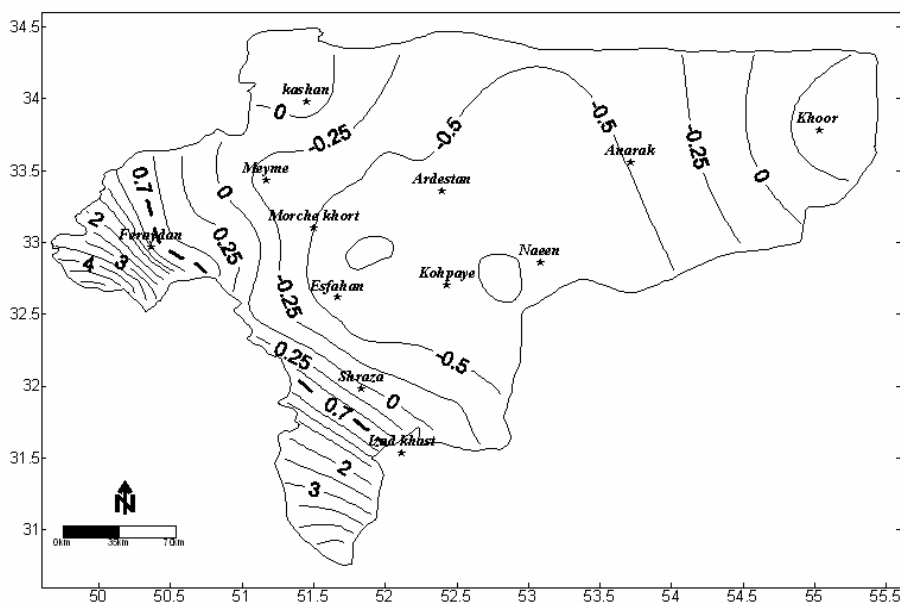 34.5
34
33.5
33
32.5
32
31.5
31
kashan
0
-0.25
-0.5
-0.5
Khoor
Anarak
-0.25
0
Meyme
0.7
0
Ardestan
2
Morche khort
Fereydan
0.25
3
4
Naeen
Kohpaye
Esfahan
-0.25
0.25
-0.5
Shraza
0.7
0
Izad khast
2
3
N
0km
35km
70km
50
50.5
51
51.5
52
52.5
53
53.5
54
54.5
55
55.5